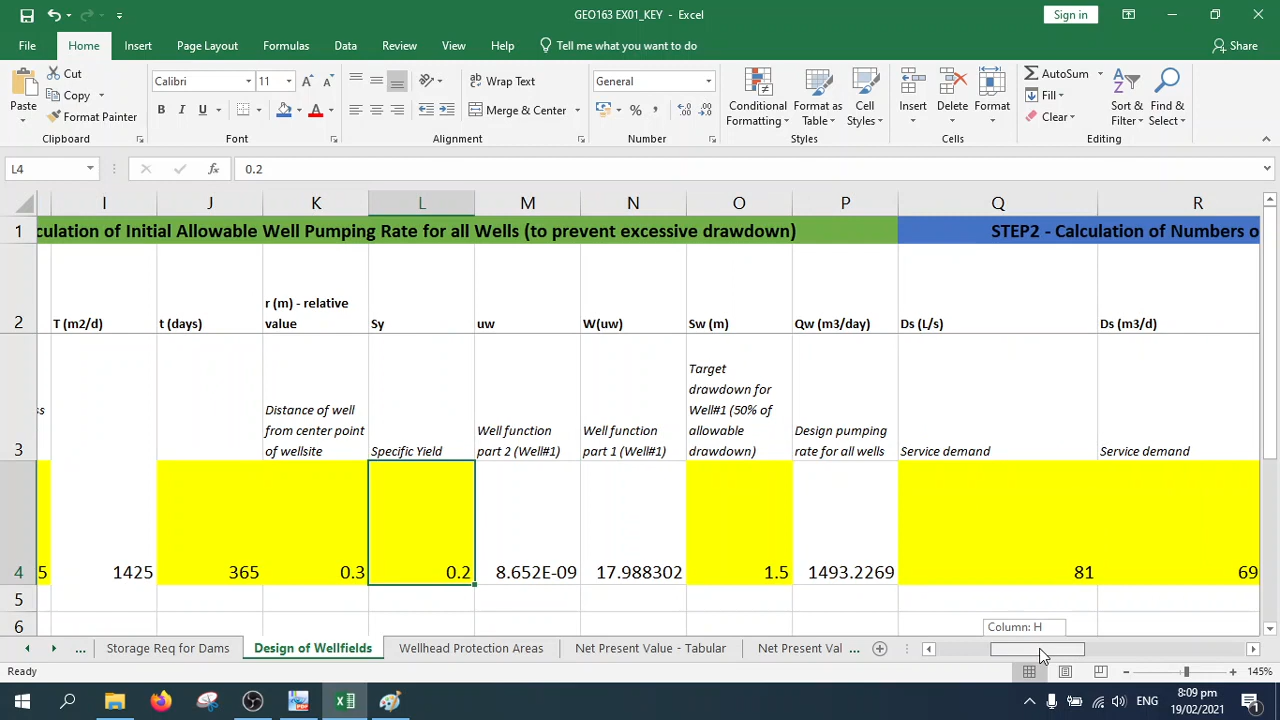 GEO163 EX01_KEY - Excel
Sign in
File Home Insert Page Layout Formulas Data Review View Help Tell me what you want to do Share
Cut
Copy
Format Painter
Paste
Clipboard
Calibri 11
B I U
Font
Wrap Text
Merge & Center
Alignment
General
%
Number
Conditional Formatting
Format as Table
Cell Styles
Styles
Insert Delete Format
Cells
AutoSum
Fill
Clear
Sort & Filter
Find & Select
Editing
L4 fx 0.2
I J K L M N O P Q R
1 culation of Initial Allowable Well Pumping Rate for all Wells (to prevent excessive drawdown) STEP2 - Calculation of Numbers o
2 T (m2/d) t (days) r (m) - relative value Sy uw W(uw) Sw (m) Qw (m3/day) Ds (L/s) Ds (m3/d)
3 ss Distance of well from center point of wellsite Specific Yield Well function part 2 (Well#1) Well function part 1 (Well#1) Target drawdown for Well#1 (50% of allowable drawdown) Design pumping rate for all wells Service demand Service demand
4 5 1425 365 0.3 0.2 8.652E-09 17.988302 1.5 1493.2269 81 69
5
6
Column: H
... Storage Req for Dams Design of Wellfields Wellhead Protection Areas Net Present Value - Tabular Net Present Val ...
Ready 145%
ENG 8:09 pm
19/02/2021
1